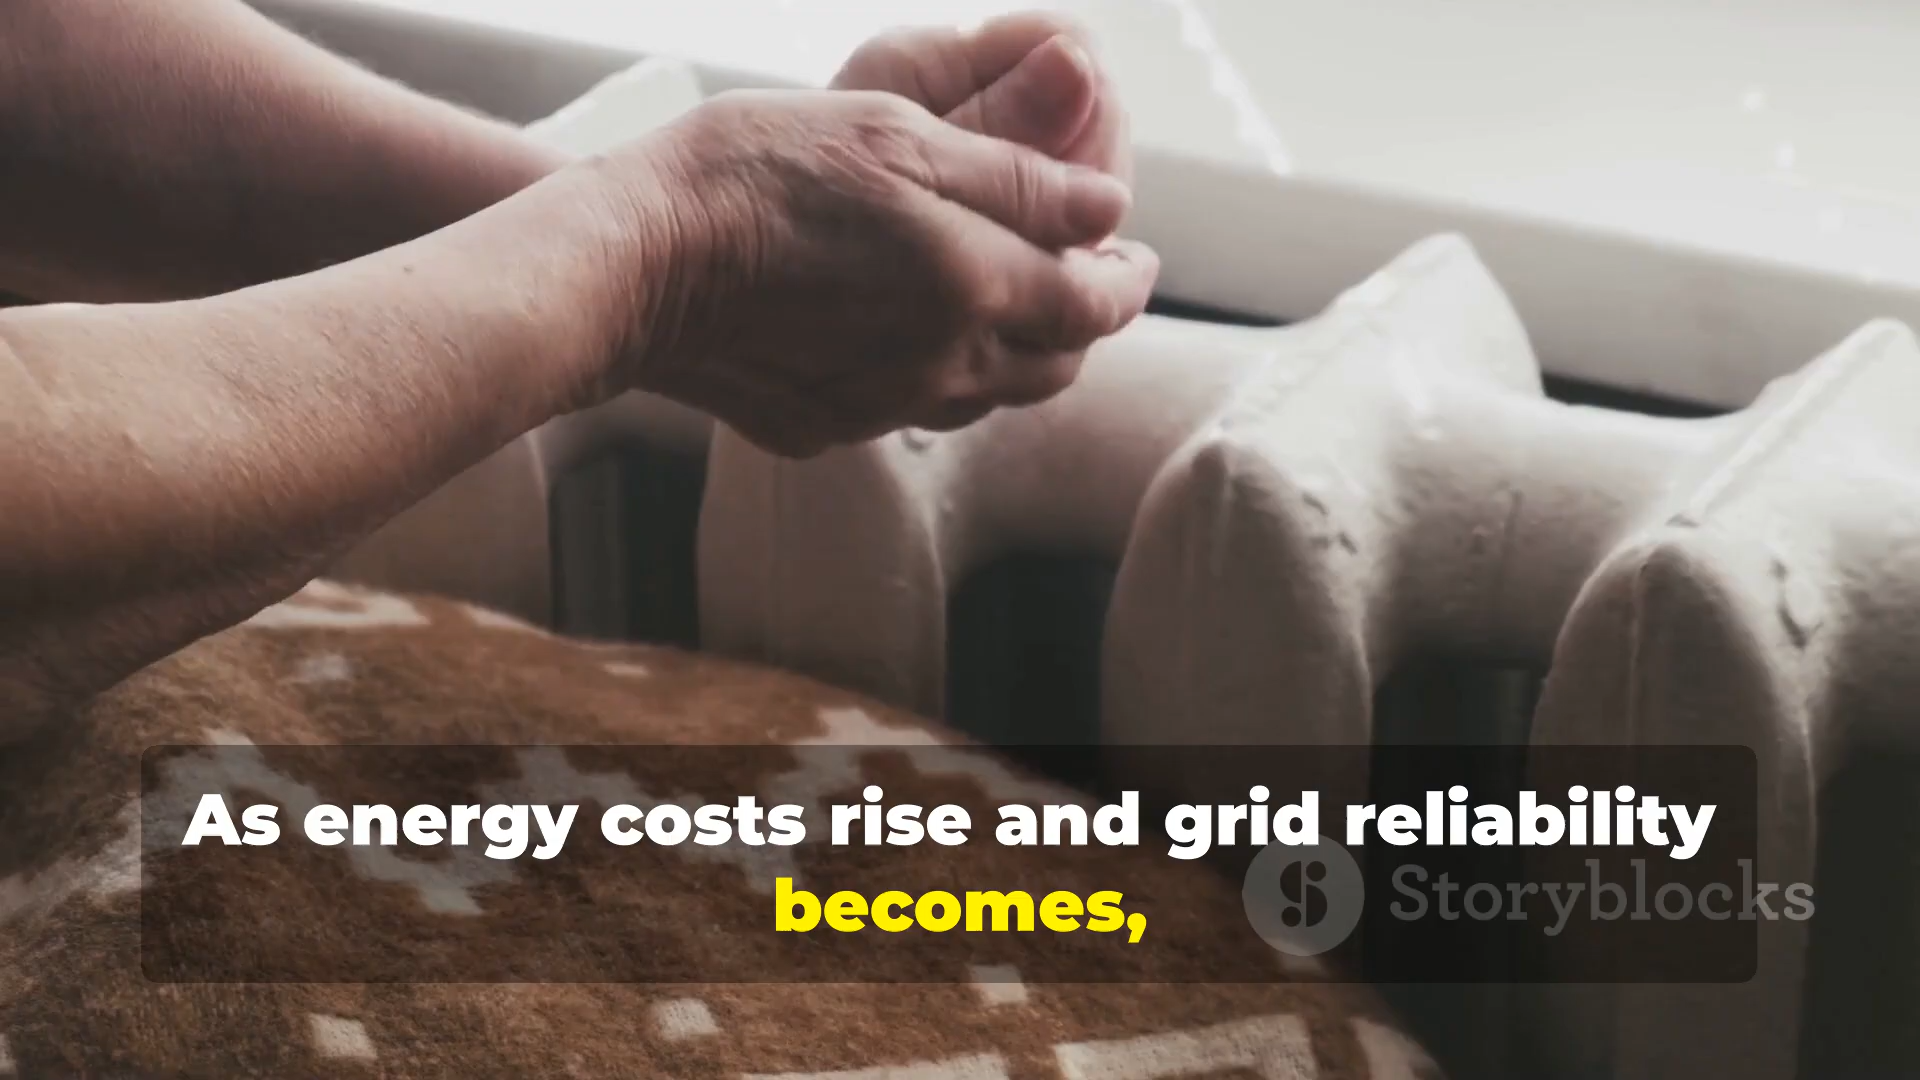 As energy costs rise and grid reliability
becomes,
Storyblocks